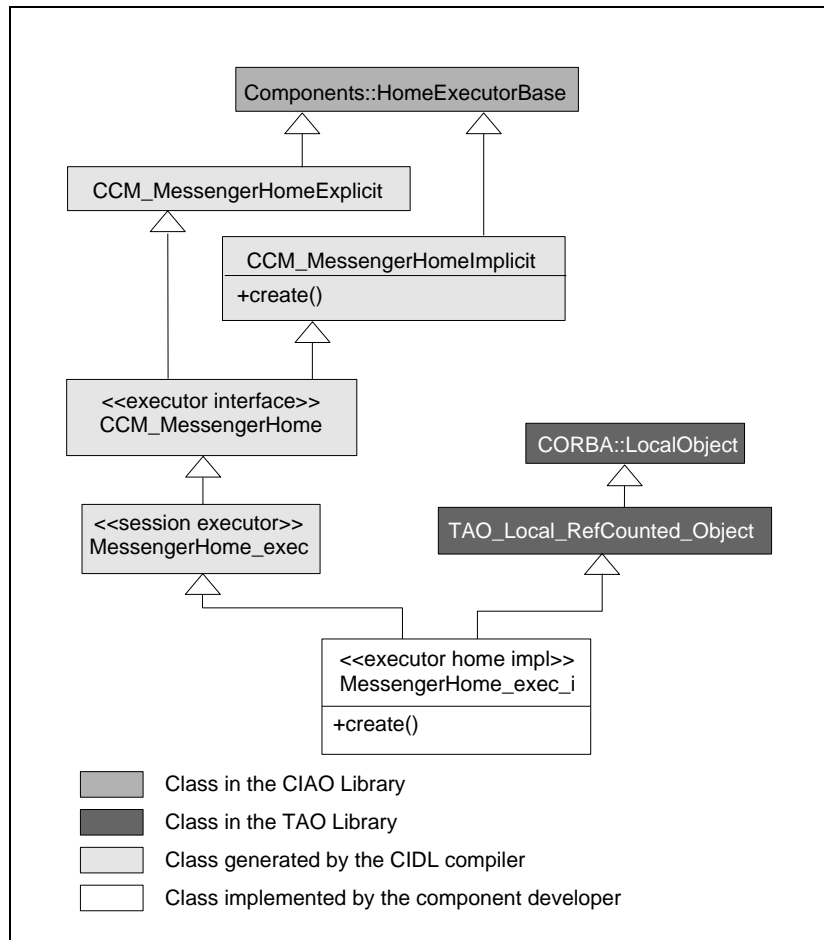 Components::HomeExecutorBase
CCM_MessengerHomeExplicit
CCM_MessengerHomeImplicit
+create()
<<executor interface>>
CCM_MessengerHome
CORBA::LocalObject
<<session executor>>
MessengerHome_exec
TAO_Local_RefCounted_Object
<<executor home impl>>
MessengerHome_exec_i
+create()
Class in the CIAO Library
Class in the TAO Library
Class generated by the CIDL compiler
Class implemented by the component developer